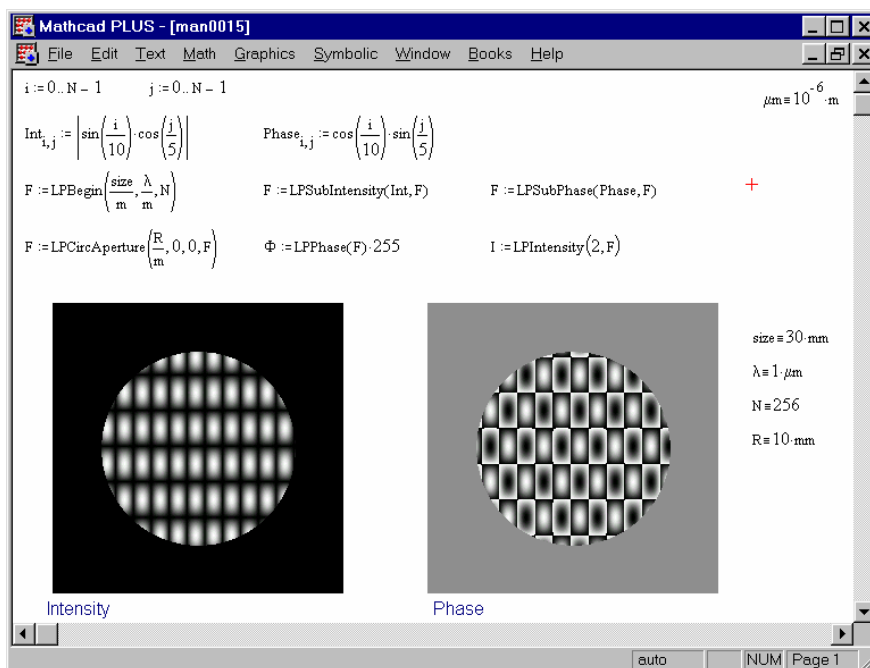 Mathcad PLUS - [man0015]
File Edit Text Math Graphics Symbolic Window Books Help
i := 0.. N − 1 j := 0.. N − 1
μm ≡ 10^-6 · m
Int_i,j := |sin(i/10) · cos(j/5)| Phase_i,j := cos(i/10) · sin(j/5)
F := LPBegin(size/m, λ/m, N) F := LPSubIntensity(Int, F) F := LPSubPhase(Phase, F)
F := LPCircAperture(R/m, 0, 0, F) Φ := LPPhase(F) · 255 I := LPIntensity(2, F)
size ≡ 30 · mm
λ ≡ 1 · μm
N ≡ 256
R ≡ 10 · mm
Intensity Phase
auto NUM Page 1